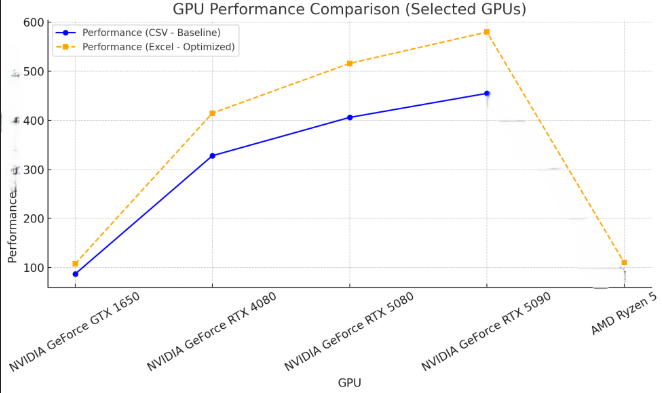 GPU Performance Comparison (Selected GPUs)
Performance (CSV - Baseline)
Performance (Excel - Optimized)
600
500
400
300
200
100
Performance
NVIDIA GeForce GTX 1650
NVIDIA GeForce RTX 4080
NVIDIA GeForce RTX 5080
NVIDIA GeForce RTX 5090
AMD Ryzen 5
GPU